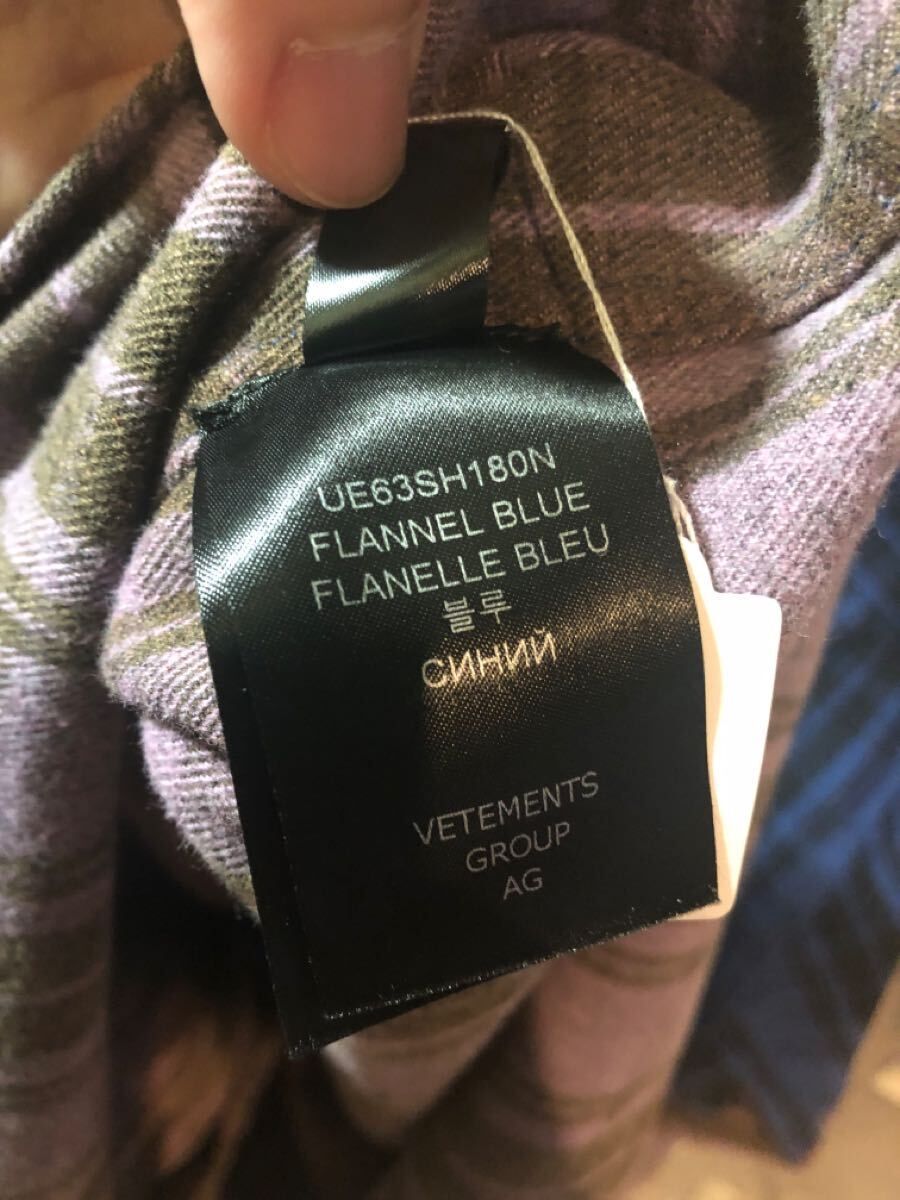 UE63SH180N
FLANNEL BLUE
FLANELLE BLEU
블루
СИНИЙ
VETEMENTS
GROUP
AG